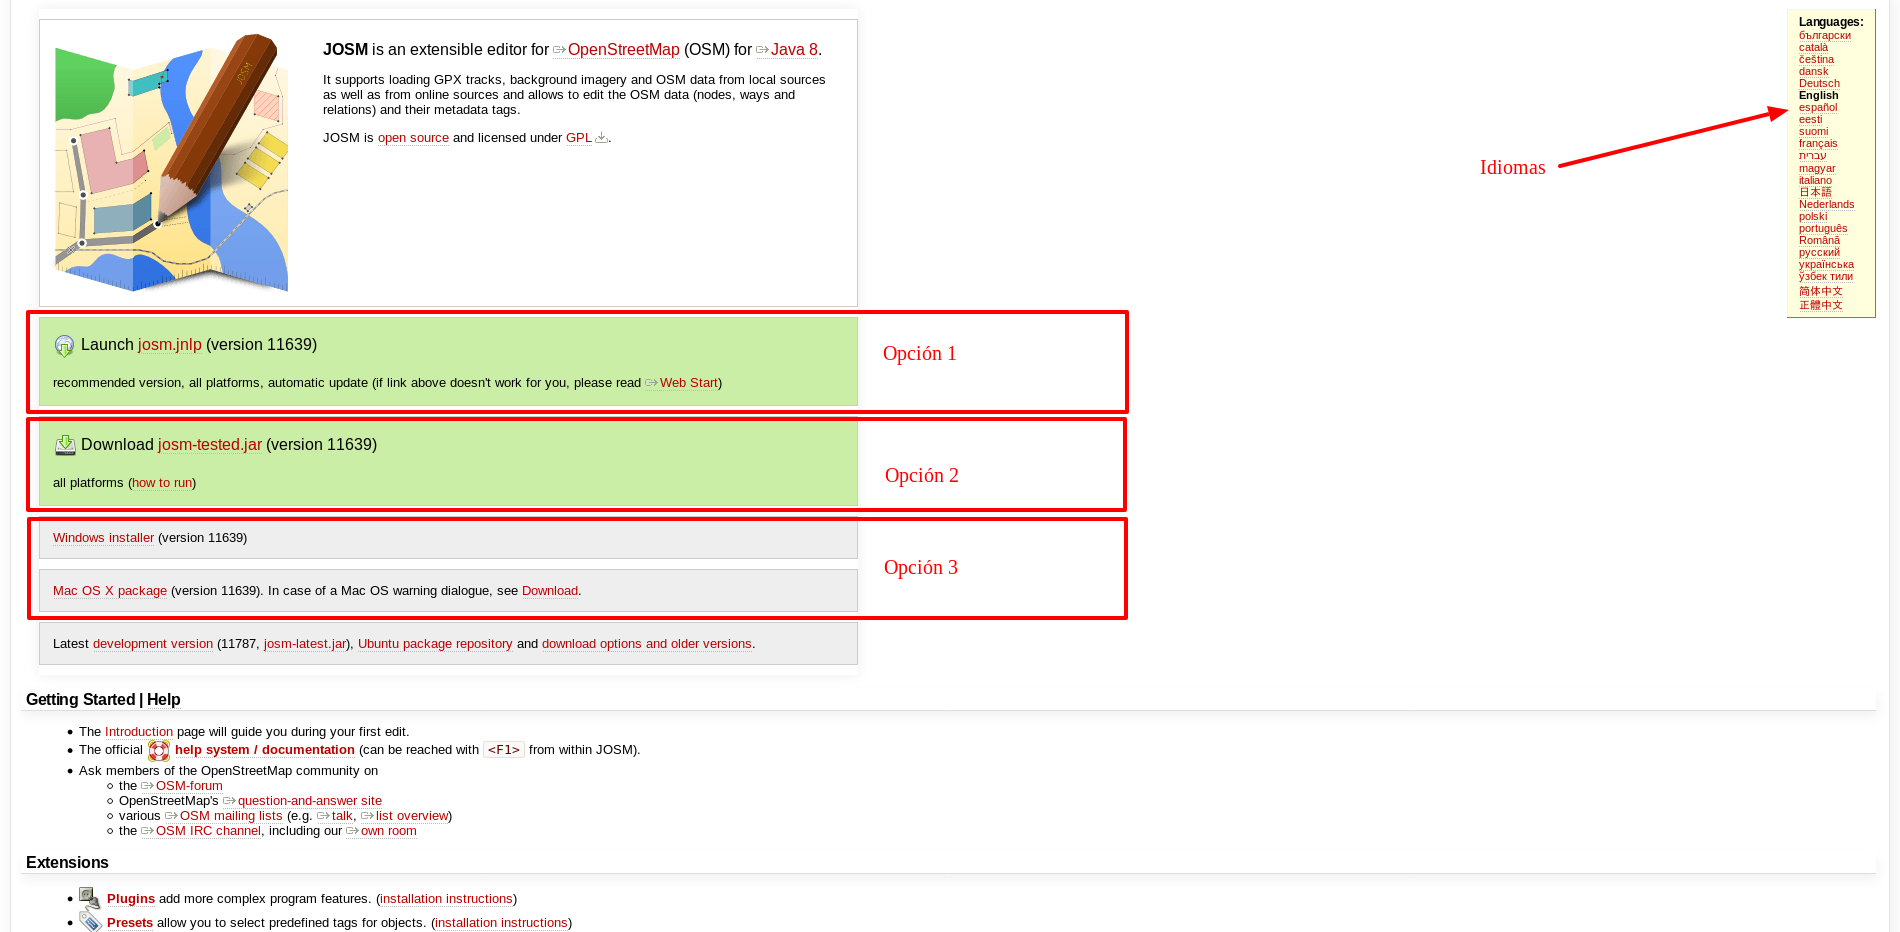 JOSM is an extensible editor for OpenStreetMap (OSM) for Java 8.
It supports loading GPX tracks, background imagery and OSM data from local sources
as well as from online sources and allows to edit the OSM data (nodes, ways and
relations) and their metadata tags.
JOSM is open source and licensed under GPL.
JOSM
Languages:
български
català
čeština
dansk
Deutsch
English
español
eesti
suomi
français
עברית
magyar
italiano
日本語
Nederlands
polski
português
Română
русский
українська
ўзбек тили
简体中文
正體中文
Idiomas
Launch josm.jnlp (version 11639)
recommended version, all platforms, automatic update (if link above doesn't work for you, please read Web Start)
Opción 1
Download josm-tested.jar (version 11639)
all platforms (how to run)
Opción 2
Windows installer (version 11639)
Mac OS X package (version 11639). In case of a Mac OS warning dialogue, see Download.
Opción 3
Latest development version (11787, josm-latest.jar), Ubuntu package repository and download options and older versions.
Getting Started | Help
The Introduction page will guide you during your first edit.
The official help system / documentation (can be reached with <F1> from within JOSM).
Ask members of the OpenStreetMap community on
the OSM-forum
OpenStreetMap's question-and-answer site
various OSM mailing lists (e.g. talk, list overview)
the OSM IRC channel, including our own room
Extensions
Plugins add more complex program features. (installation instructions)
Presets allow you to select predefined tags for objects. (installation instructions)